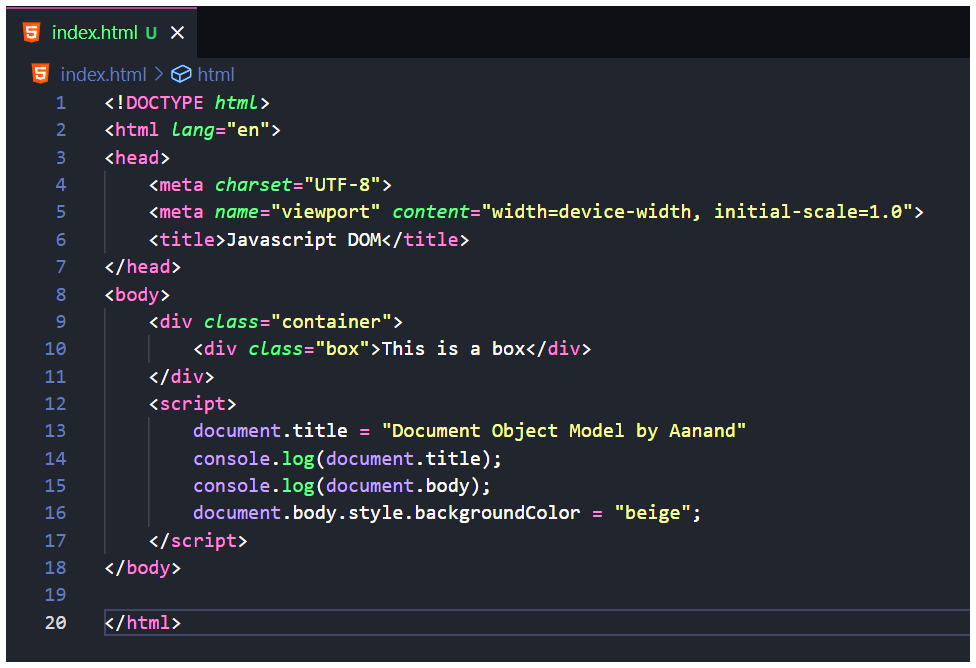 index.html U ×
index.html > html
1 <!DOCTYPE html>
2 <html lang="en">
3 <head>
4     <meta charset="UTF-8">
5     <meta name="viewport" content="width=device-width, initial-scale=1.0">
6     <title>Javascript DOM</title>
7 </head>
8 <body>
9     <div class="container">
10         <div class="box">This is a box</div>
11     </div>
12     <script>
13         document.title = "Document Object Model by Aanand"
14         console.log(document.title);
15         console.log(document.body);
16         document.body.style.backgroundColor = "beige";
17     </script>
18 </body>
19
20 </html>